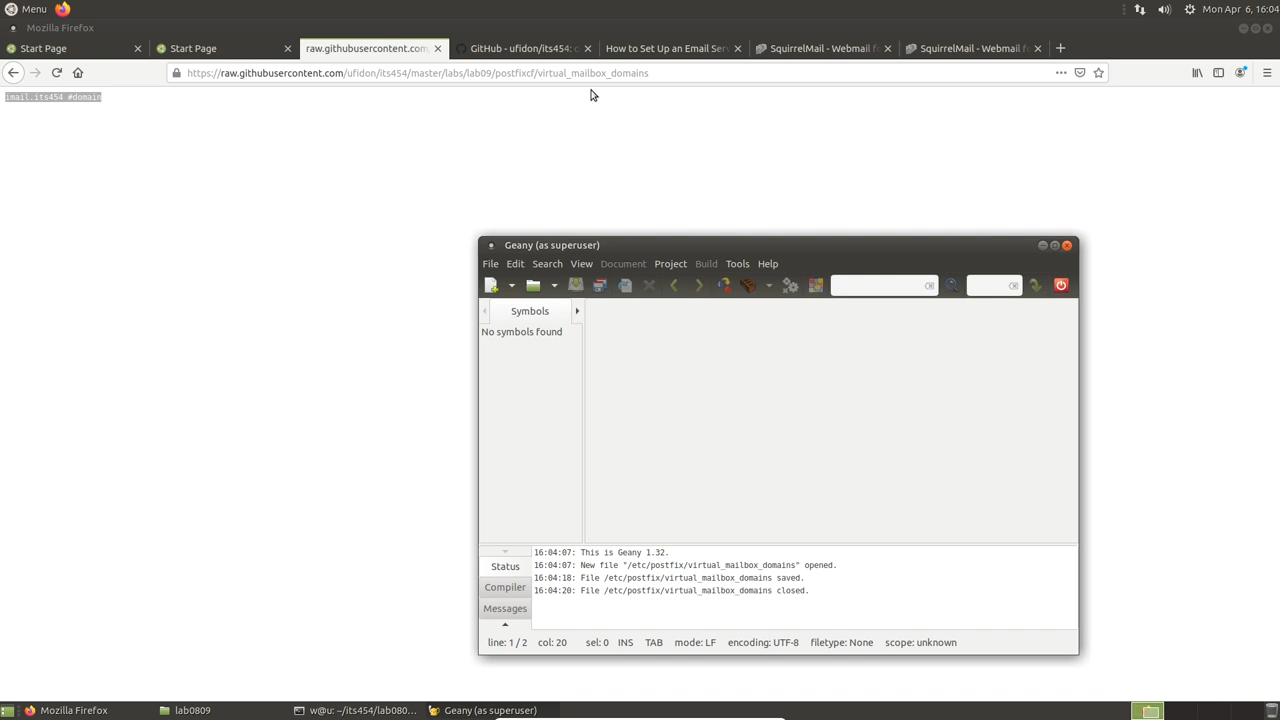 Menu
Mon Apr 6, 16:04
Mozilla Firefox
Start Page
Start Page
raw.githubusercontent.com/
GitHub - ufidon/its454: c
How to Set Up an Email Serv
SquirrelMail - Webmail f
SquirrelMail - Webmail f
https://raw.githubusercontent.com/ufidon/its454/master/labs/lab09/postfixcf/virtual_mailbox_domains
imail.its454 #domain
Geany (as superuser)
File Edit Search View Document Project Build Tools Help
Symbols
No symbols found
Status
Compiler
Messages
16:04:07: This is Geany 1.32.
16:04:07: New file "/etc/postfix/virtual_mailbox_domains" opened.
16:04:18: File /etc/postfix/virtual_mailbox_domains saved.
16:04:20: File /etc/postfix/virtual_mailbox_domains closed.
line: 1 / 2 col: 20 sel: 0 INS TAB mode: LF encoding: UTF-8 filetype: None scope: unknown
Mozilla Firefox
lab0809
w@u: ~/its454/lab080...
Geany (as superuser)